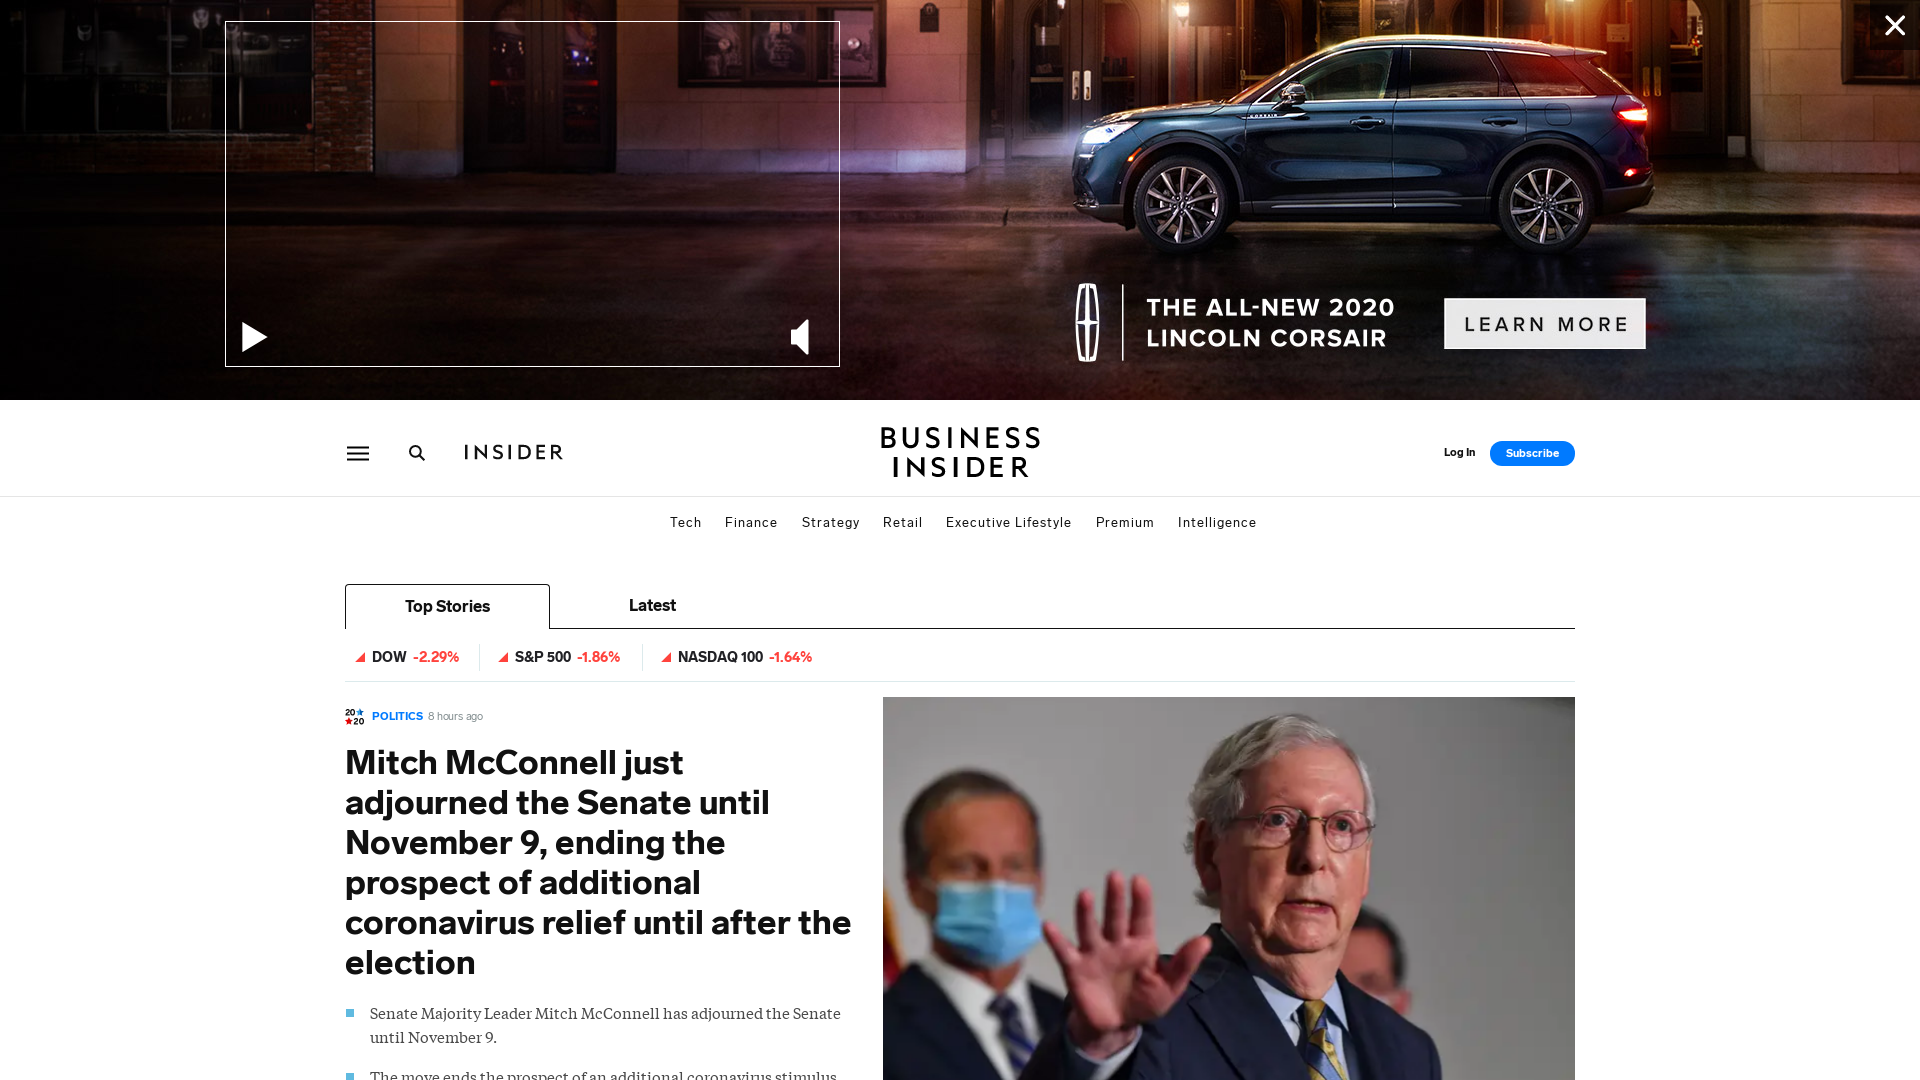 THE ALL-NEW 2020
LINCOLN CORSAIR
LEARN MORE
INSIDER
BUSINESS
INSIDER
Log In
Subscribe
Tech Finance Strategy Retail Executive Lifestyle Premium Intelligence
Top Stories
Latest
DOW -2.29% S&P 500 -1.86% NASDAQ 100 -1.64%
2020 POLITICS 8 hours ago
Mitch McConnell just
adjourned the Senate until
November 9, ending the
prospect of additional
coronavirus relief until after the
election
Senate Majority Leader Mitch McConnell has adjourned the Senate
until November 9.
The move ends the prospect of an additional coronavirus stimulus